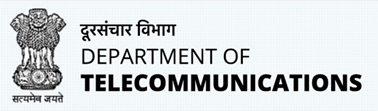 दूरसंचार विभाग
DEPARTMENT OF
TELECOMMUNICATIONS
सत्यमेव जयते